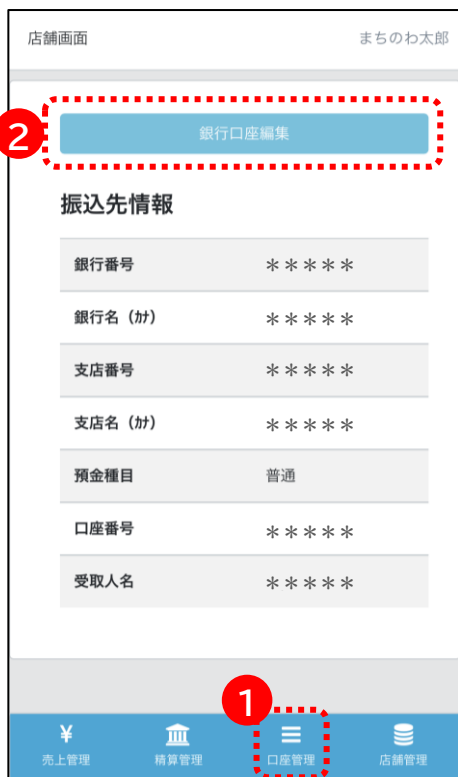 店舗画面 まちのわ太郎
2 銀行口座編集
振込先情報
銀行番号 ＊＊＊＊＊
銀行名（ｶﾅ） ＊＊＊＊＊
支店番号 ＊＊＊＊＊
支店名（ｶﾅ） ＊＊＊＊＊
預金種目 普通
口座番号 ＊＊＊＊＊
受取人名 ＊＊＊＊＊
1
¥
売上管理 精算管理 口座管理 店舗管理